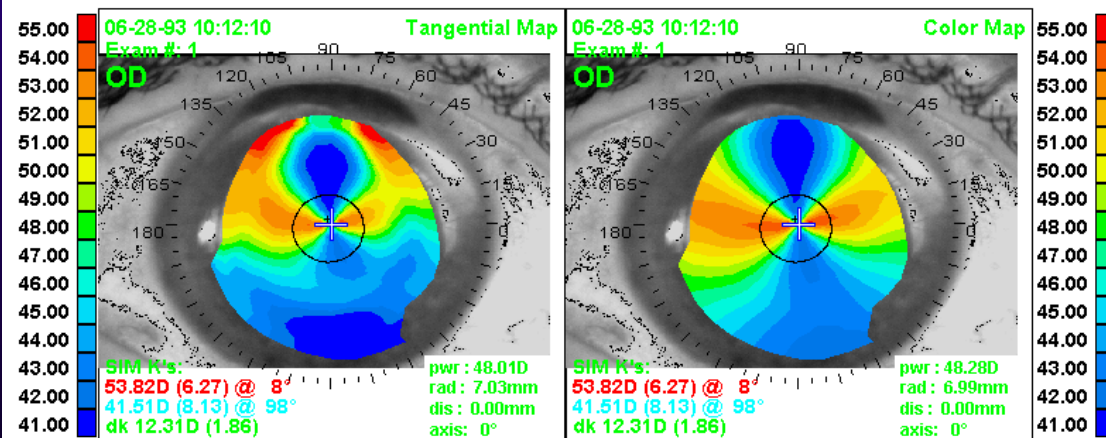 55.00
54.00
53.00
52.00
51.00
50.00
49.00
48.00
47.00
46.00
45.00
44.00
43.00
42.00
41.00
06-28-93 10:12:10 Tangential Map
Exam #: 1
OD
90
105 75
120 60
135 45
150 30
165
180 0
SIM K's:
53.82D (6.27) @ 8°
41.51D (8.13) @ 98°
dk 12.31D (1.86)
pwr : 48.01D
rad : 7.03mm
dis : 0.00mm
axis: 0°
06-28-93 10:12:10 Color Map
Exam #: 1
OD
90
105 75
120 60
135 45
150 30
165
180 0
SIM K's:
53.82D (6.27) @ 8°
41.51D (8.13) @ 98°
dk 12.31D (1.86)
pwr : 48.28D
rad : 6.99mm
dis : 0.00mm
axis: 0°
55.00
54.00
53.00
52.00
51.00
50.00
49.00
48.00
47.00
46.00
45.00
44.00
43.00
42.00
41.00